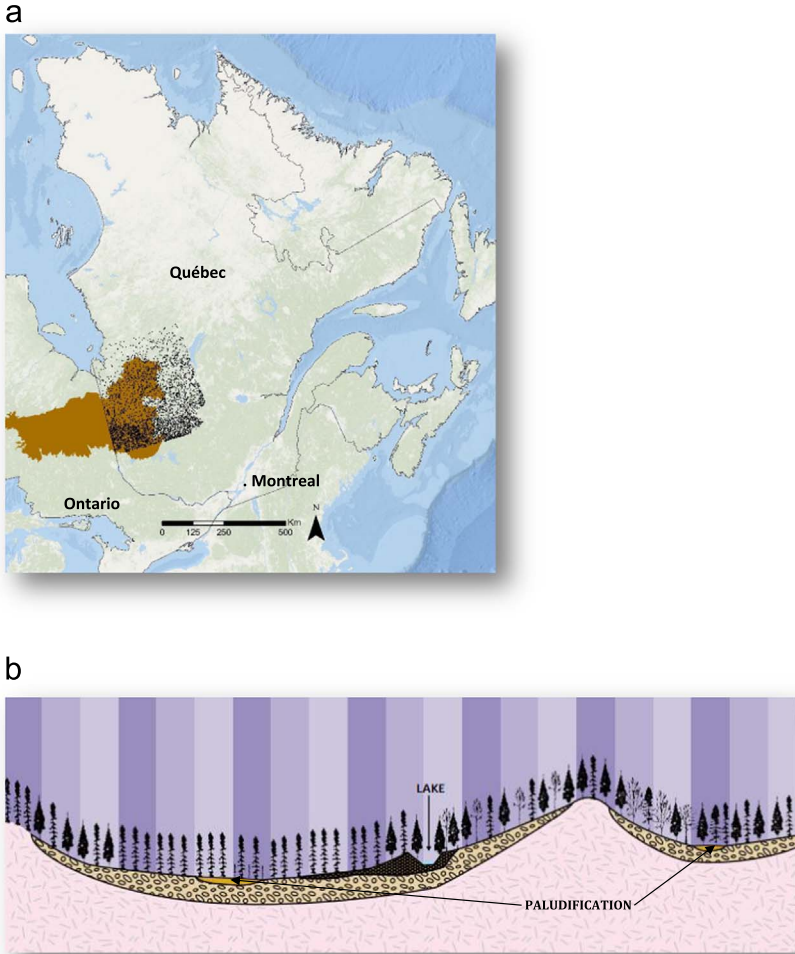 a
Québec
. Montreal
Ontario
N
Km
0 125 250 500
b
LAKE
PALUDIFICATION